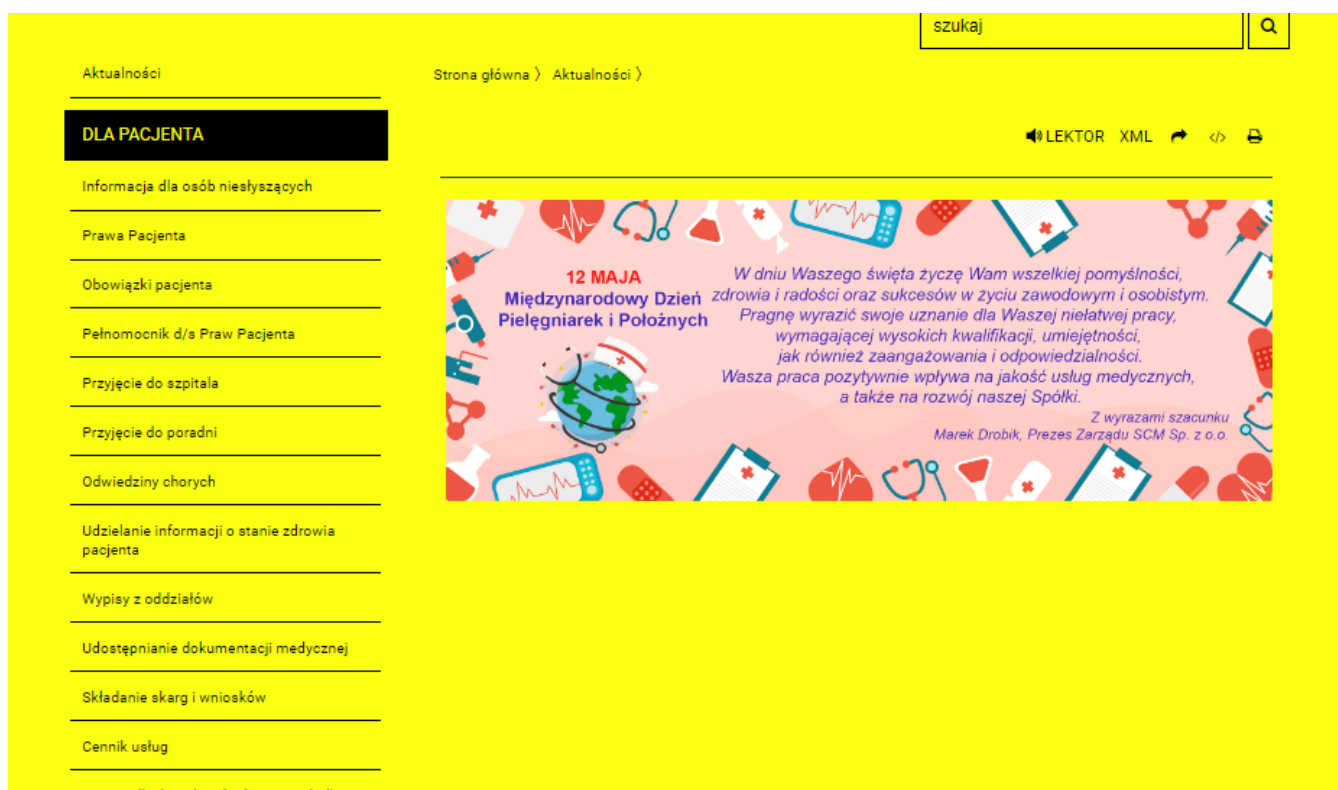 szukaj
Aktualności
Strona główna 〉 Aktualności 〉
DLA PACJENTA
LEKTOR XML </>
Informacja dla osób niesłyszących
Prawa Pacjenta
Obowiązki pacjenta
Pełnomocnik d/s Praw Pacjenta
Przyjęcie do szpitala
Przyjęcie do poradni
Odwiedziny chorych
Udzielanie informacji o stanie zdrowia
pacjenta
Wypisy z oddziałów
Udostępnianie dokumentacji medycznej
Składanie skarg i wniosków
Cennik usług
12 MAJA
Międzynarodowy Dzień
Pielęgniarek i Położnych
W dniu Waszego święta życzę Wam wszelkiej pomyślności,
zdrowia i radości oraz sukcesów w życiu zawodowym i osobistym.
Pragnę wyrazić swoje uznanie dla Waszej niełatwej pracy,
wymagającej wysokich kwalifikacji, umiejętności,
jak również zaangażowania i odpowiedzialności.
Wasza praca pozytywnie wpływa na jakość usług medycznych,
a także na rozwój naszej Spółki.
Z wyrazami szacunku
Marek Drobik, Prezes Zarządu SCM Sp. z o.o.